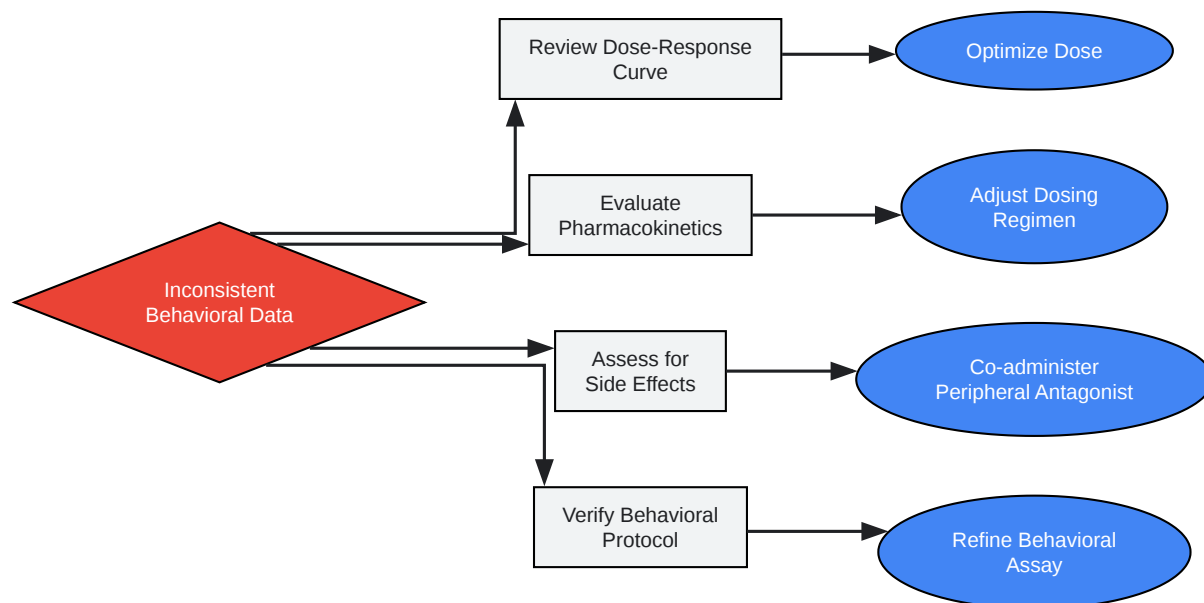 Review Dose-Response
Curve
Optimize Dose
Evaluate
Pharmacokinetics
Adjust Dosing
Regimen
Inconsistent
Behavioral Data
Assess for
Side Effects
Co-administer
Peripheral Antagonist
Verify Behavioral
Protocol
Refine Behavioral
Assay